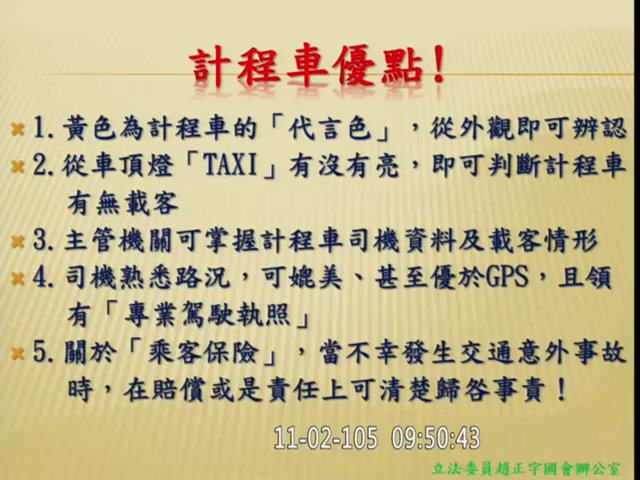 計程車優點!
1.黃色為計程車的「代言色」，從外觀即可辨認
2.從車頂燈「TAXI」有沒有亮，即可判斷計程車
有無載客
3.主管機關可掌握計程車司機資料及載客情形
4.司機熟悉路況，可媲美、甚至優於GPS，且領
有「專業駕駛執照」
5.關於「乘客保險」，當不幸發生交通意外事故
時，在賠償或是責任上可清楚歸咎事責！
11-02-105 09:50:43
立法委員趙正宇國會辦公室